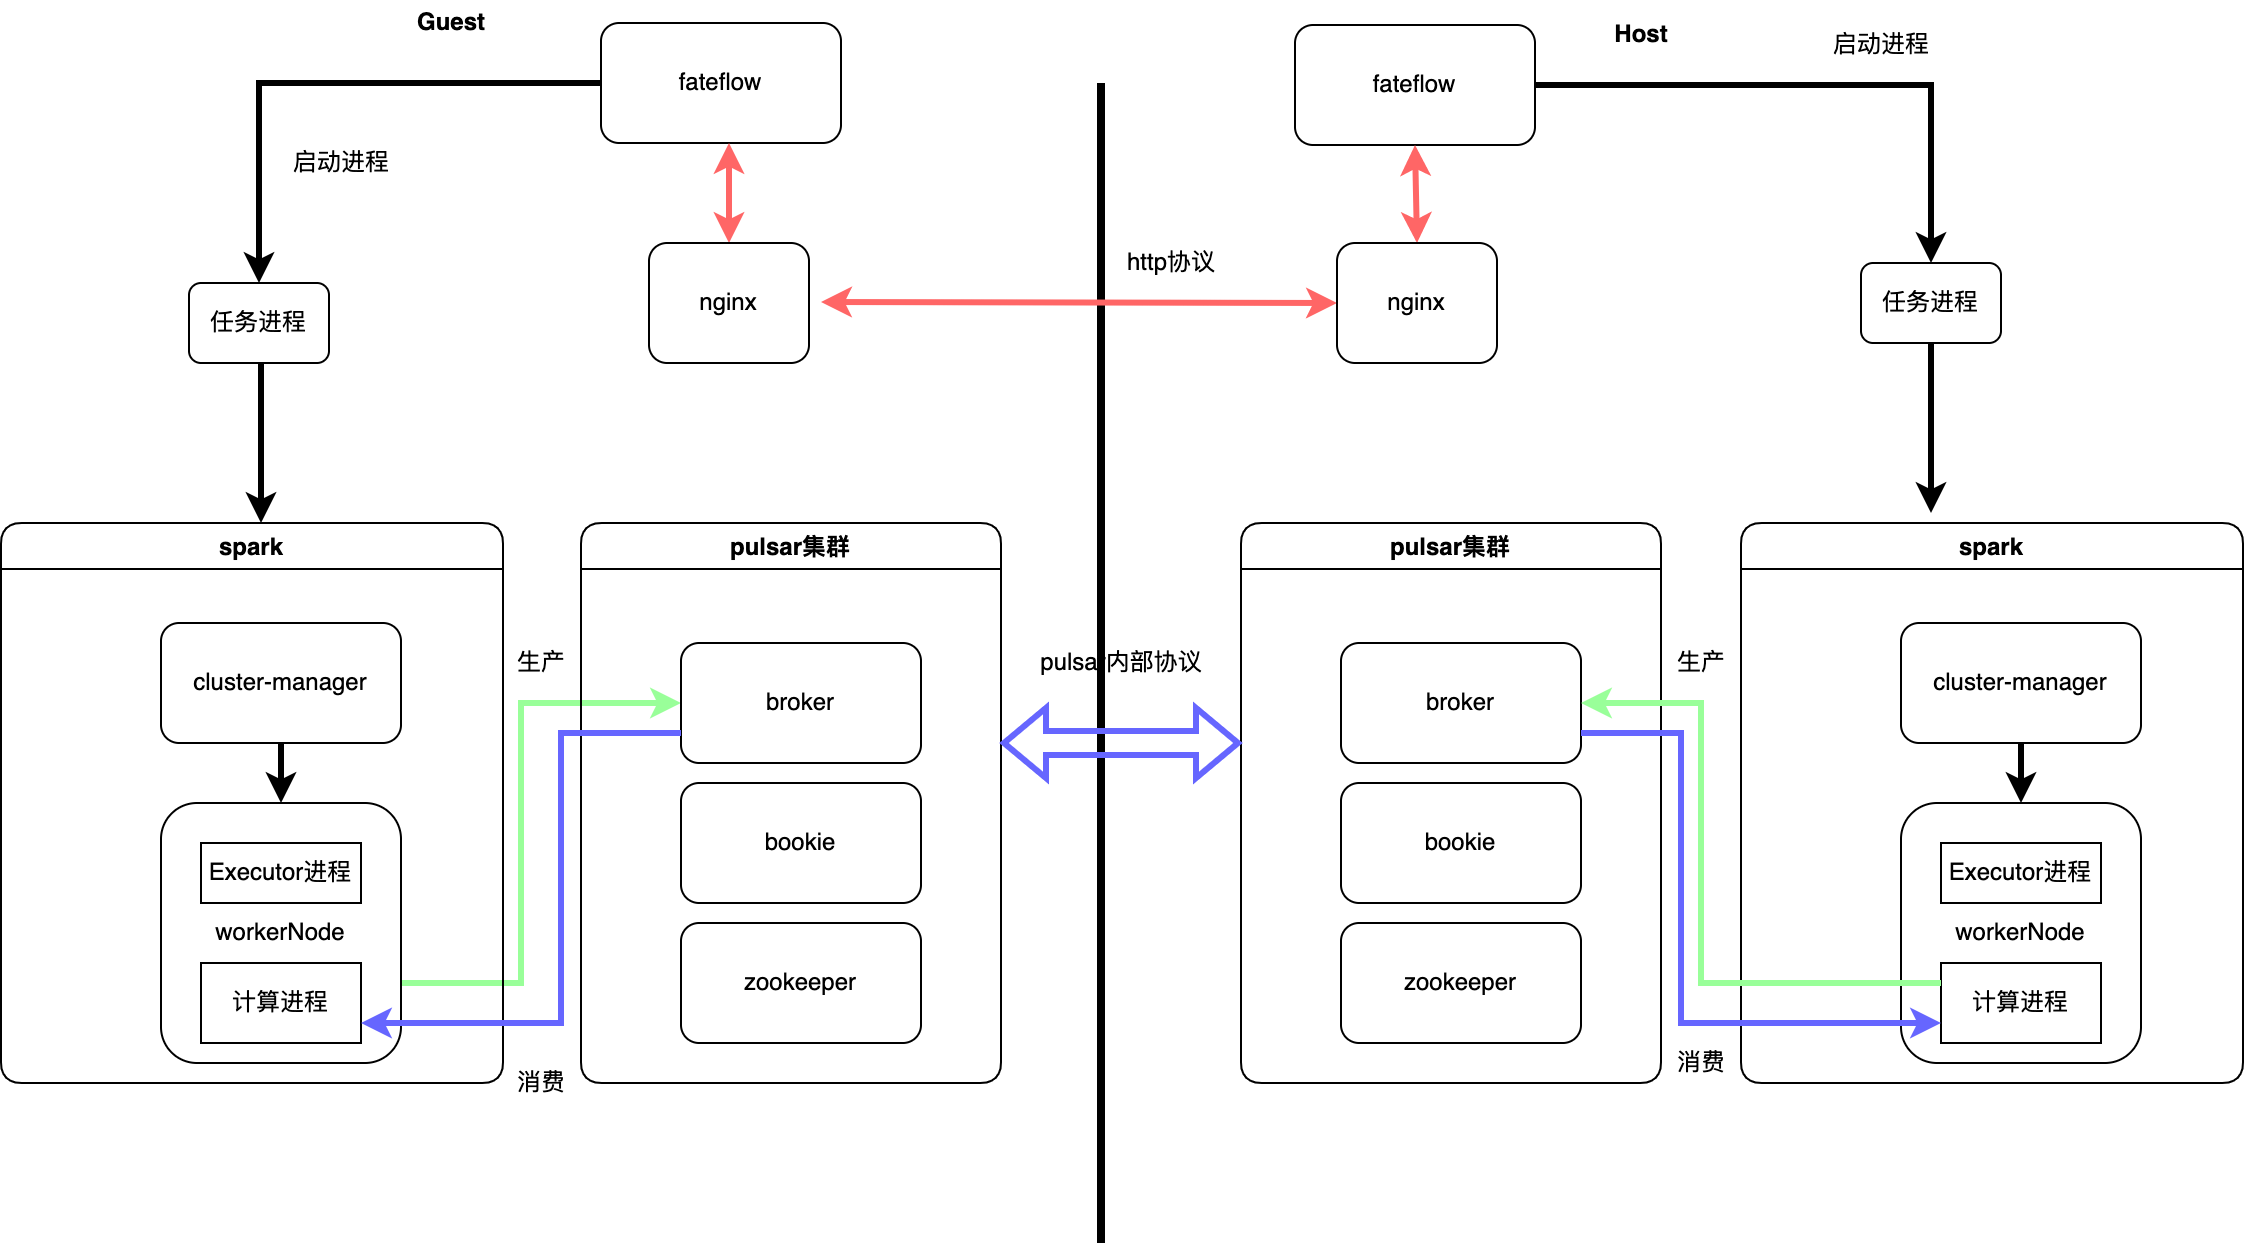 Guest
fateflow
启动进程
任务进程
nginx
spark
cluster-manager
Executor进程
workerNode
计算进程
生产
消费
pulsar集群
broker
bookie
zookeeper
http协议
pulsar内部协议
Host
fateflow
启动进程
nginx
任务进程
pulsar集群
broker
bookie
zookeeper
生产
消费
spark
cluster-manager
Executor进程
workerNode
计算进程